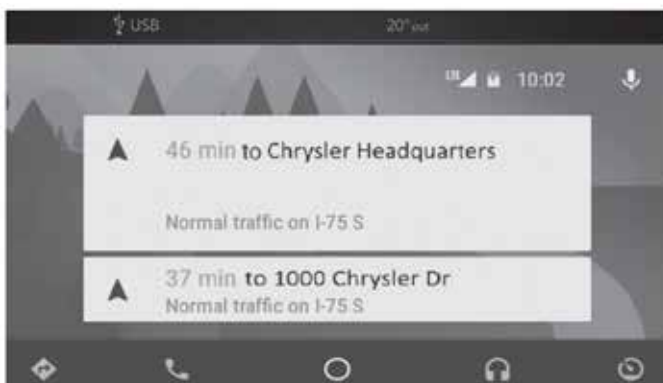 USB 20° out
LTE 10:02
46 min to Chrysler Headquarters
Normal traffic on I-75 S
37 min to 1000 Chrysler Dr
Normal traffic on I-75 S